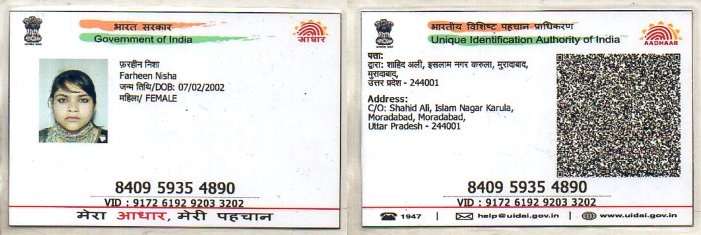 भारत सरकार
Government of India
आधार
फ़रहीन निशा
Farheen Nisha
जन्म तिथि/DOB: 07/02/2002
महिला/ FEMALE
8409 5935 4890
VID : 9172 6192 9203 3202
मेरा आधार, मेरी पहचान
भारतीय विशिष्ट पहचान प्राधिकरण
Unique Identification Authority of India
AADHAAR
पता:
द्वारा: शाहिद अली, इसलाम नगर करुला, मुरादाबाद,
मुरादाबाद,
उत्तर प्रदेश - 244001
Address:
C/O: Shahid Ali, Islam Nagar Karula,
Moradabad, Moradabad,
Uttar Pradesh - 244001
8409 5935 4890
VID : 9172 6192 9203 3202
1947 | help@uidai.gov.in | www.uidai.gov.in